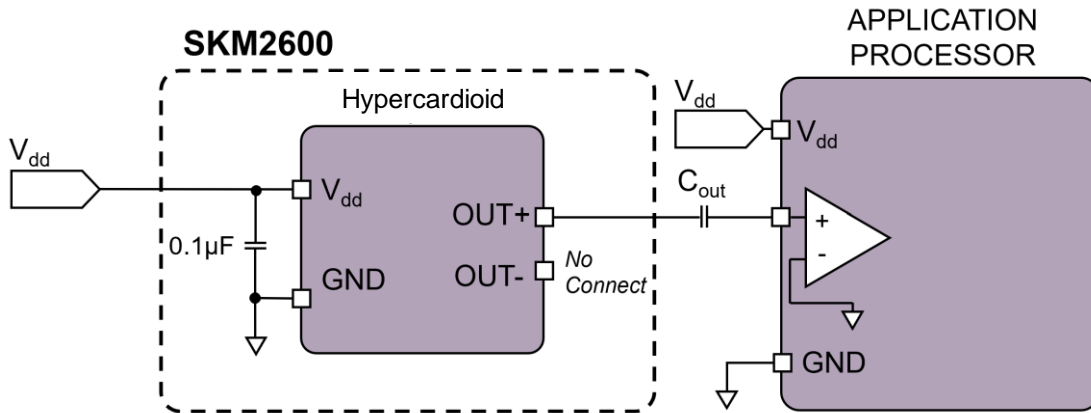 APPLICATION
PROCESSOR
SKM2600
Hypercardioid
Vdd
Vdd
Vdd
Vdd
Cout
OUT+
+
0.1µF
-
GND
OUT-
No
Connect
GND